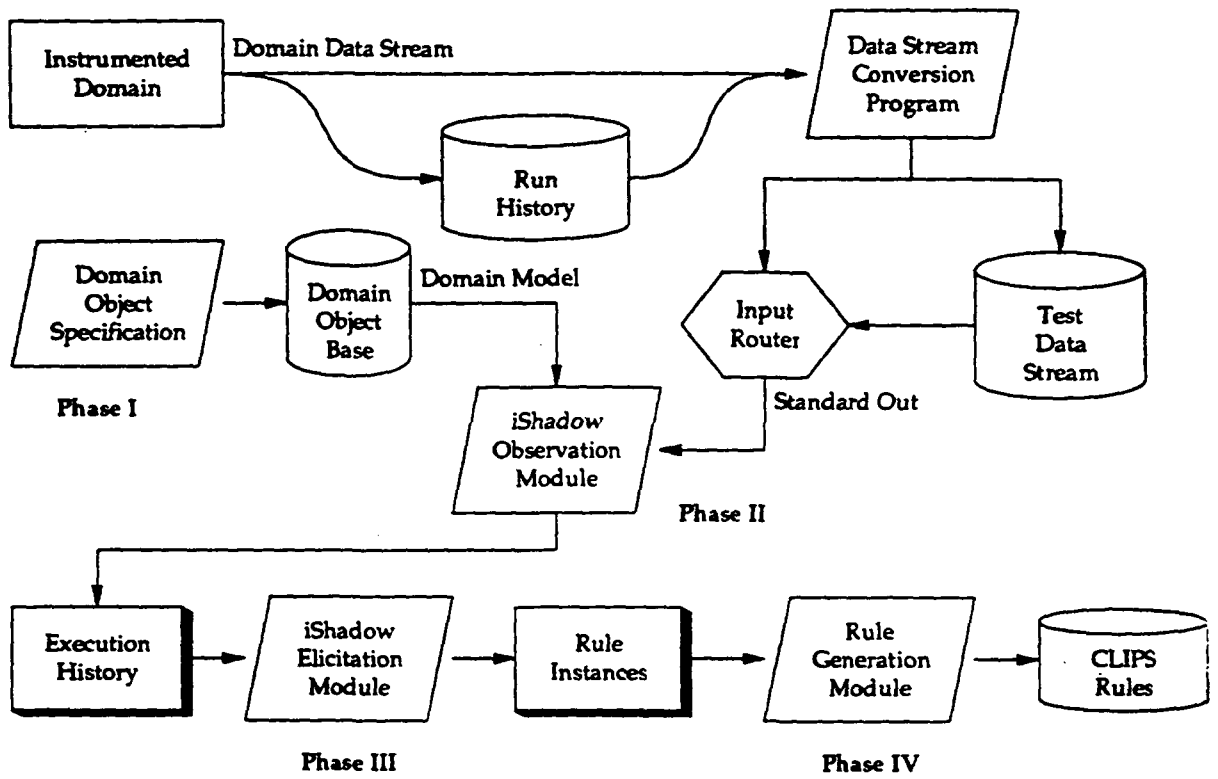 Instrumented
Domain
Domain Data Stream
Data Stream
Conversion
Program
Run
History
Domain
Object
Specification
Domain
Object
Base
Domain Model
Input
Router
Test
Data
Stream
Phase I
iShadow
Observation
Module
Standard Out
Phase II
Execution
History
iShadow
Elicitation
Module
Rule
Instances
Rule
Generation
Module
CLIPS
Rules
Phase III
Phase IV